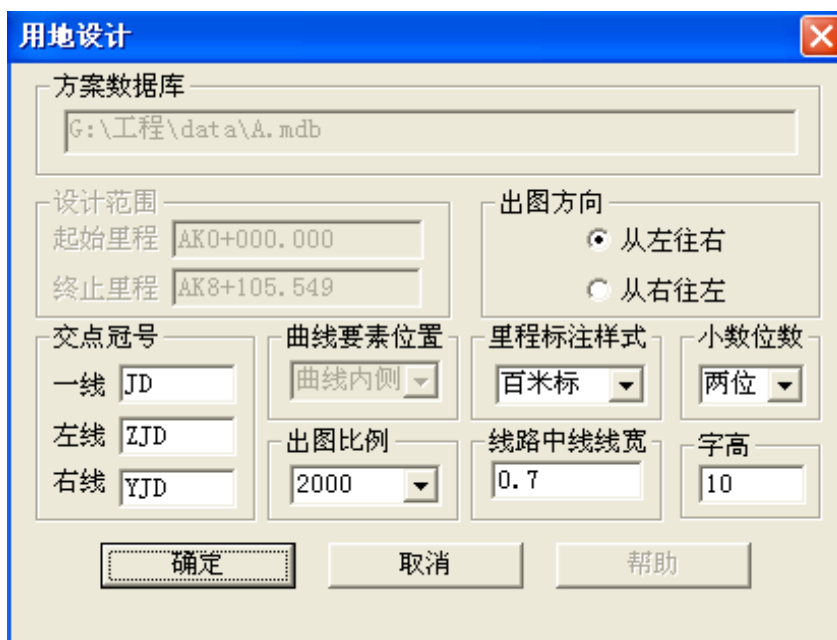 用地设计
方案数据库
G:\工程\data\A.mdb
设计范围
起始里程 AK0+000.000
终止里程 AK8+105.549
出图方向
从左往右
从右往左
交点冠号
一线 JD
左线 ZJD
右线 YJD
曲线要素位置
曲线内侧
里程标注样式
百米标
小数位数
两位
出图比例
2000
线路中线线宽
0.7
字高
10
确定 取消 帮助